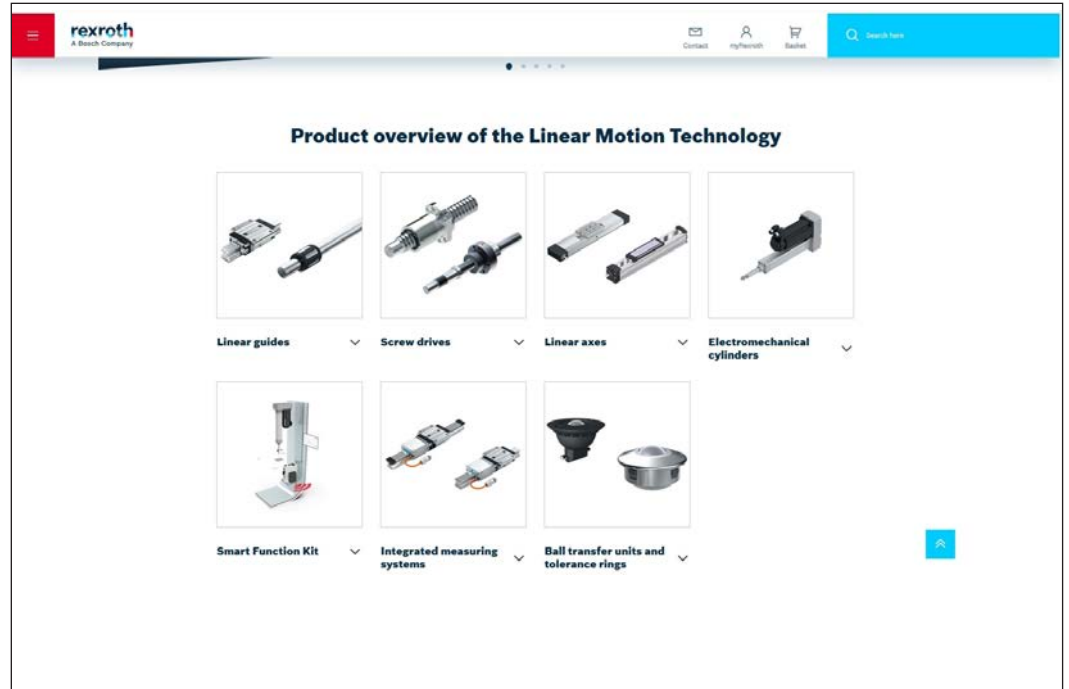 rexroth
A Bosch Company
Contact
myRexroth
Basket
Search here
Product overview of the Linear Motion Technology
Linear guides
Screw drives
Linear axes
Electromechanical
cylinders
Smart Function Kit
Integrated measuring
systems
Ball transfer units and
tolerance rings